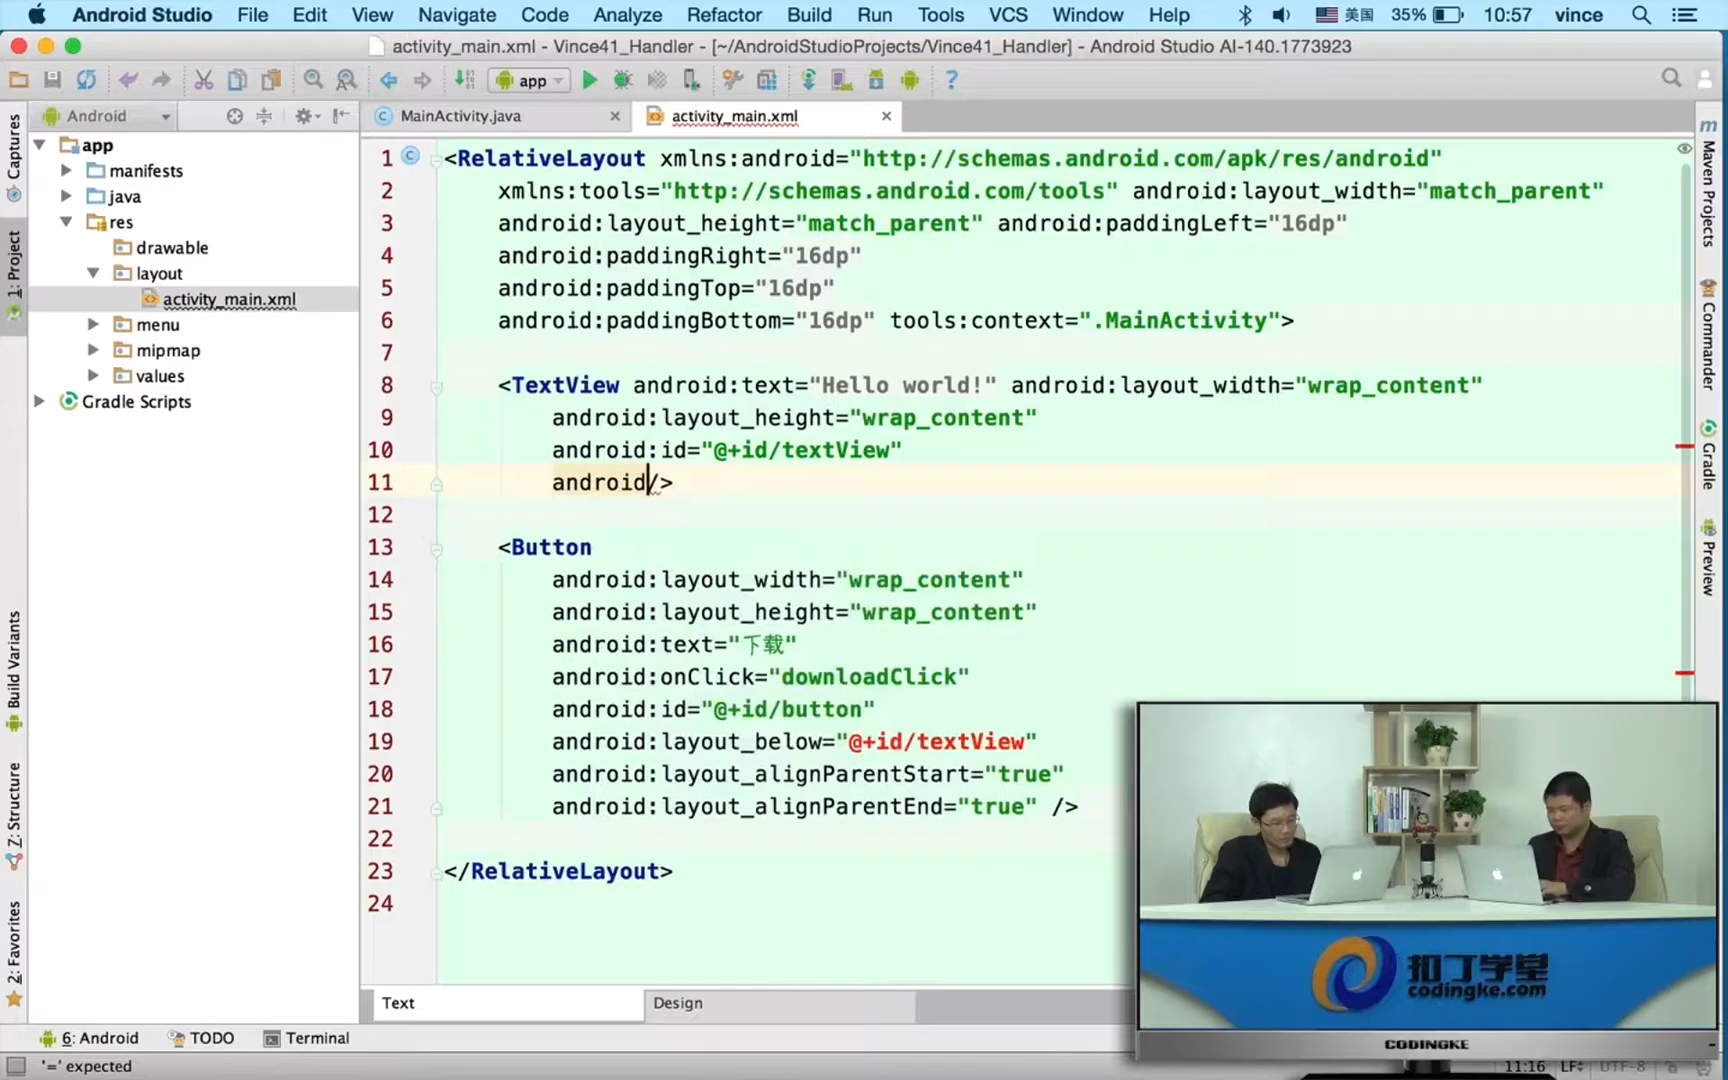 Android Studio File Edit View Navigate Code Analyze Refactor Build Run Tools VCS Window Help 美国 35% 10:57 vince
activity_main.xml - Vince41_Handler - [~/AndroidStudioProjects/Vince41_Handler] - Android Studio AI-140.1773923
app
Android
MainActivity.java
activity_main.xml
app
manifests
java
res
drawable
layout
activity_main.xml
menu
mipmap
values
Gradle Scripts
Captures
1: Project
Build Variants
Z: Structure
2: Favorites
1 <RelativeLayout xmlns:android="http://schemas.android.com/apk/res/android"
2 xmlns:tools="http://schemas.android.com/tools" android:layout_width="match_parent"
3 android:layout_height="match_parent" android:paddingLeft="16dp"
4 android:paddingRight="16dp"
5 android:paddingTop="16dp"
6 android:paddingBottom="16dp" tools:context=".MainActivity">
7
8 <TextView android:text="Hello world!" android:layout_width="wrap_content"
9 android:layout_height="wrap_content"
10 android:id="@+id/textView"
11 android/>
12
13 <Button
14 android:layout_width="wrap_content"
15 android:layout_height="wrap_content"
16 android:text="下载"
17 android:onClick="downloadClick"
18 android:id="@+id/button"
19 android:layout_below="@+id/textView"
20 android:layout_alignParentStart="true"
21 android:layout_alignParentEnd="true" />
22
23 </RelativeLayout>
24
m Maven Projects
Commander
Gradle
Preview
扣丁学堂
codingke.com
CODINGKE
Text
Design
6: Android
TODO
Terminal
'=' expected
11:16 LF UTF-8